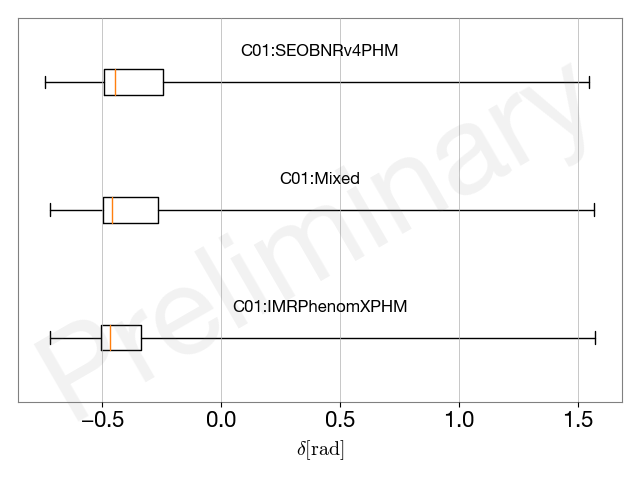 C01:SEOBNRv4PHM
C01:Mixed
C01:IMRPhenomXPHM
Preliminary
−0.5 0.0 0.5 1.0 1.5
δ[rad]